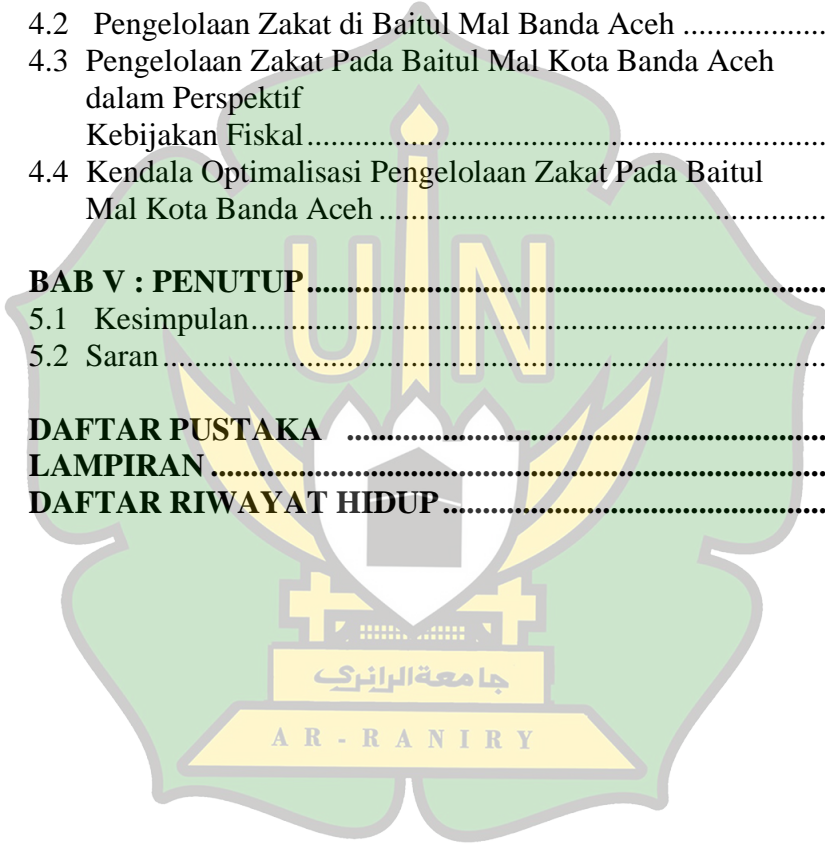 4.2 Pengelolaan Zakat di Baitul Mal Banda Aceh ..................
4.3 Pengelolaan Zakat Pada Baitul Mal Kota Banda Aceh
dalam Perspektif
Kebijakan Fiskal..................................................................
4.4 Kendala Optimalisasi Pengelolaan Zakat Pada Baitul
Mal Kota Banda Aceh .........................................................
BAB V : PENUTUP...............................................................
5.1 Kesimpulan.........................................................................
5.2 Saran...................................................................................
DAFTAR PUSTAKA ..........................................................
LAMPIRAN...........................................................................
DAFTAR RIWAYAT HIDUP..............................................
UIN
جامعةالرانري
AR-RANIRY